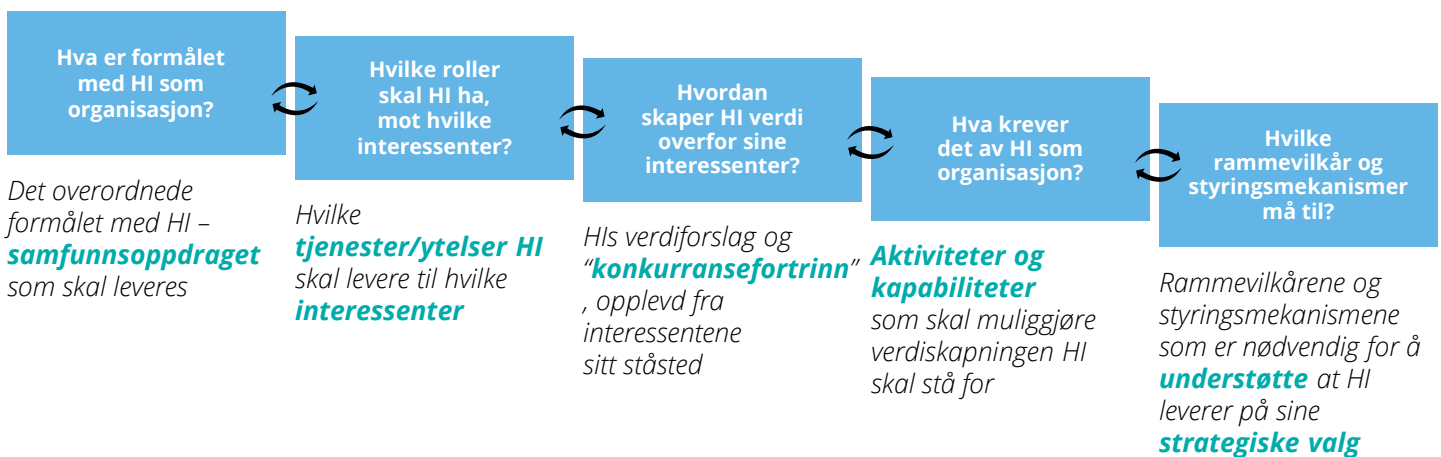 Hva er formålet
med HI som
organisasjon?
Det overordnede
formålet med HI –
samfunnsoppdraget
som skal leveres
Hvilke roller
skal HI ha,
mot hvilke
interessenter?
Hvilke
tjenester/ytelser HI
skal levere til hvilke
interessenter
Hvordan
skaper HI verdi
overfor sine
interessenter?
HIs verdiforslag og
“konkurransefortrinn”
, opplevd fra
interessentene
sitt ståsted
Hva krever
det av HI som
organisasjon?
Aktiviteter og
kapabiliteter
som skal muliggjøre
verdiskapningen HI
skal stå for
Hvilke
rammevilkår og
styringsmekanismer
må til?
Rammevilkårene og
styringsmekanismene
som er nødvendig for å
understøtte at HI
leverer på sine
strategiske valg